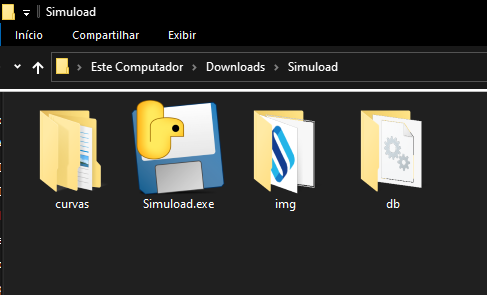 Simuload
Início Compartilhar Exibir
Este Computador Downloads Simuload
curvas Simuload.exe img db